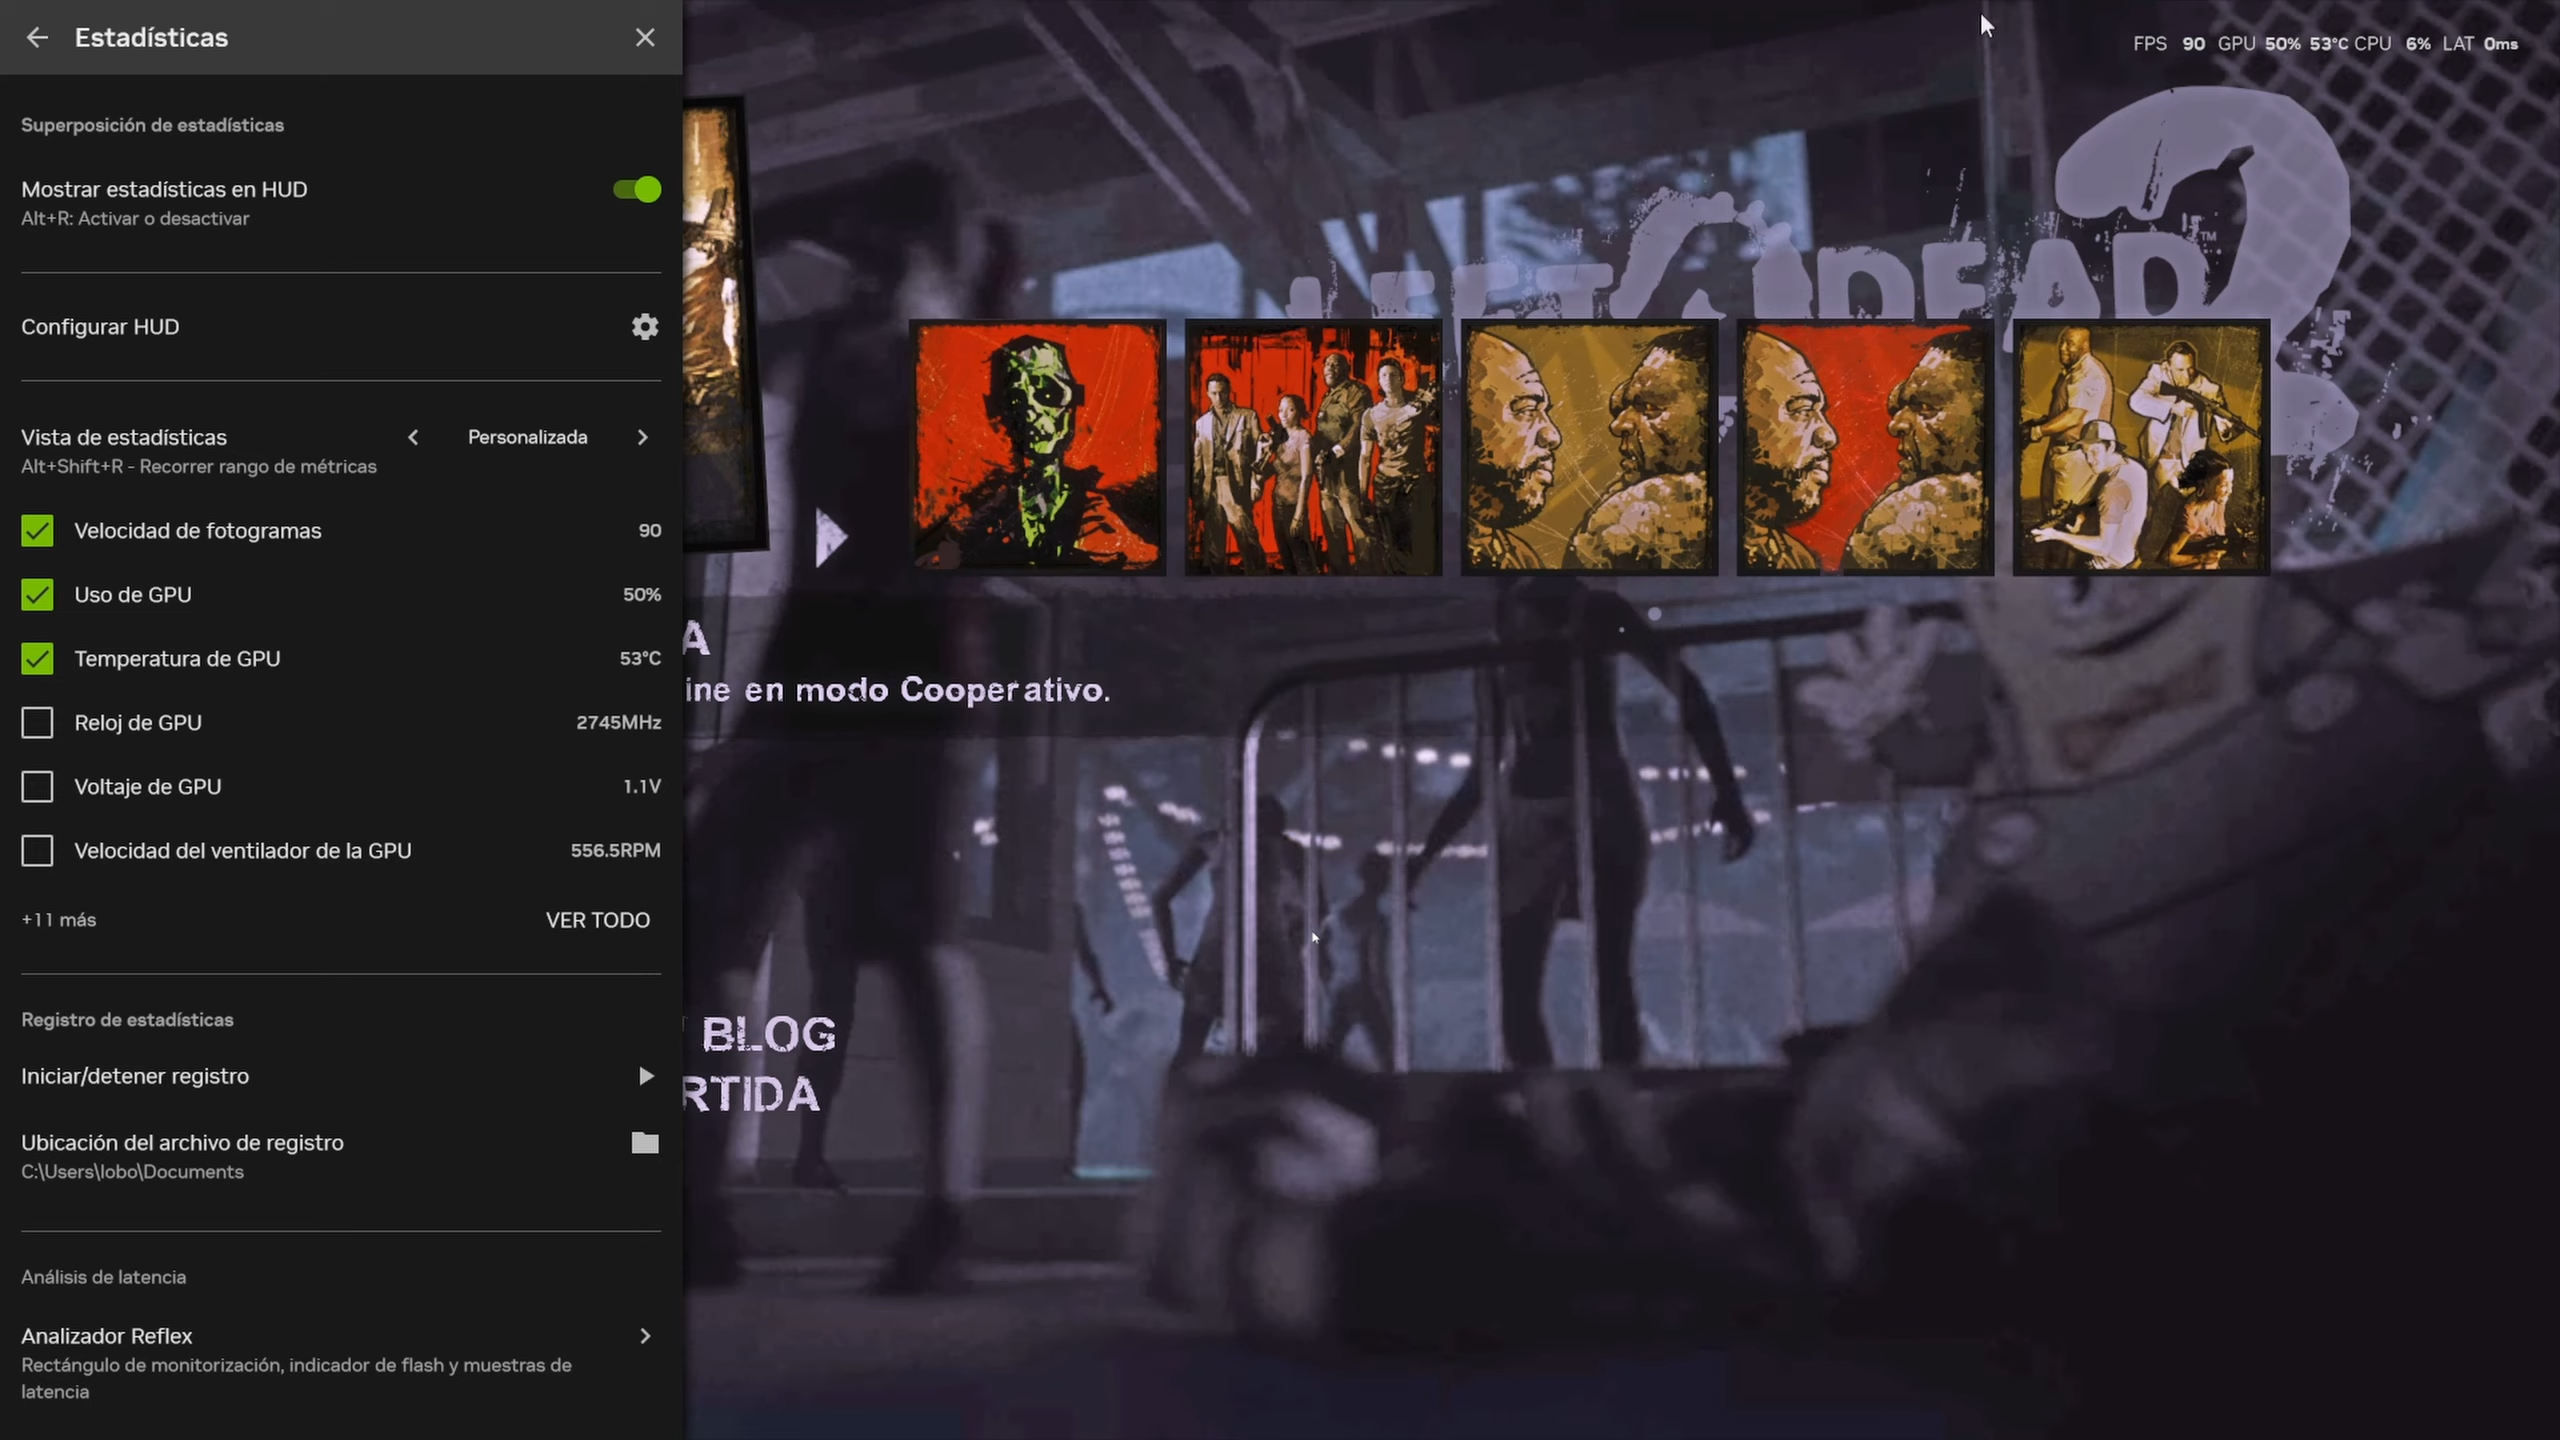 Estadísticas
Superposición de estadísticas
Mostrar estadísticas en HUD
Alt+R: Activar o desactivar
Configurar HUD
Vista de estadísticas
Personalizada
Alt+Shift+R - Recorrer rango de métricas
Velocidad de fotogramas 90
Uso de GPU 50%
Temperatura de GPU 53°C
Reloj de GPU 2745MHz
Voltaje de GPU 1.1V
Velocidad del ventilador de la GPU 556.5RPM
+11 más VER TODO
Registro de estadísticas
Iniciar/detener registro
Ubicación del archivo de registro
C:\Users\lobo\Documents
Análisis de latencia
Analizador Reflex
Rectángulo de monitorización, indicador de flash y muestras de
latencia
FPS 90 GPU 50% 53°C CPU 6% LAT 0ms
LEFT 4 DEAD 2™
A
ine en modo Cooperativo.
BLOG
RTIDA